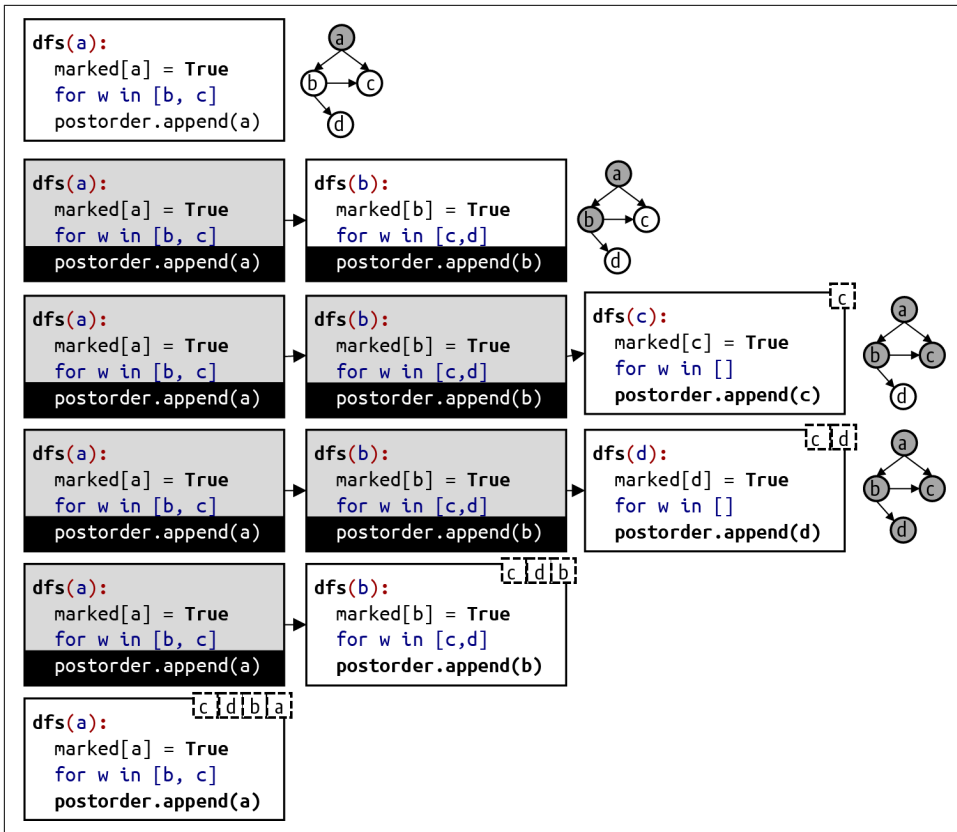 dfs(a):
marked[a] = True
for w in [b, c]
postorder.append(a)
a
b c
d
dfs(a):
marked[a] = True
for w in [b, c]
postorder.append(a)
dfs(b):
marked[b] = True
for w in [c,d]
postorder.append(b)
a
b c
d
dfs(a):
marked[a] = True
for w in [b, c]
postorder.append(a)
dfs(b):
marked[b] = True
for w in [c,d]
postorder.append(b)
c
dfs(c):
marked[c] = True
for w in []
postorder.append(c)
a
b c
d
dfs(a):
marked[a] = True
for w in [b, c]
postorder.append(a)
dfs(b):
marked[b] = True
for w in [c,d]
postorder.append(b)
c d
dfs(d):
marked[d] = True
for w in []
postorder.append(d)
a
b c
d
dfs(a):
marked[a] = True
for w in [b, c]
postorder.append(a)
c d b
dfs(b):
marked[b] = True
for w in [c,d]
postorder.append(b)
c d b a
dfs(a):
marked[a] = True
for w in [b, c]
postorder.append(a)